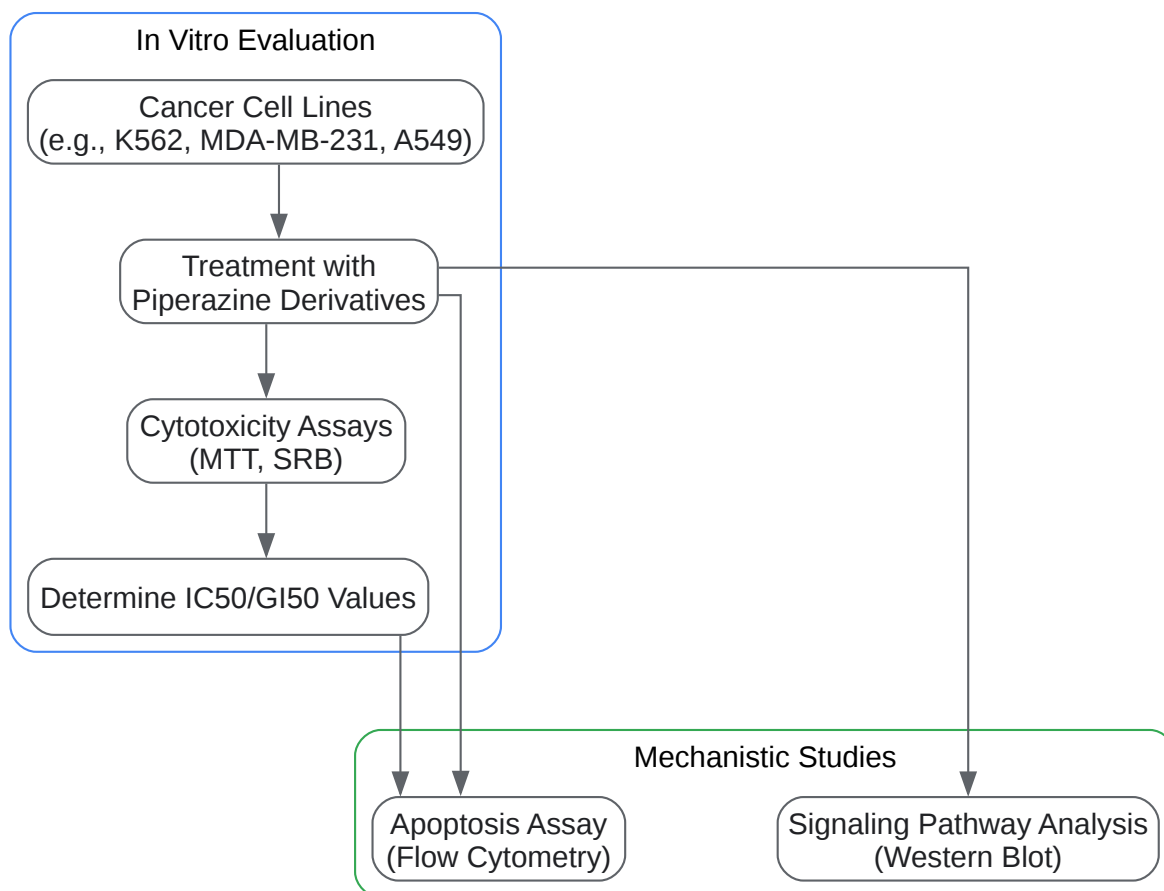 In Vitro Evaluation
Cancer Cell Lines
(e.g., K562, MDA-MB-231, A549)
Treatment with
Piperazine Derivatives
Cytotoxicity Assays
(MTT, SRB)
Determine IC50/GI50 Values
Mechanistic Studies
Apoptosis Assay
(Flow Cytometry)
Signaling Pathway Analysis
(Western Blot)